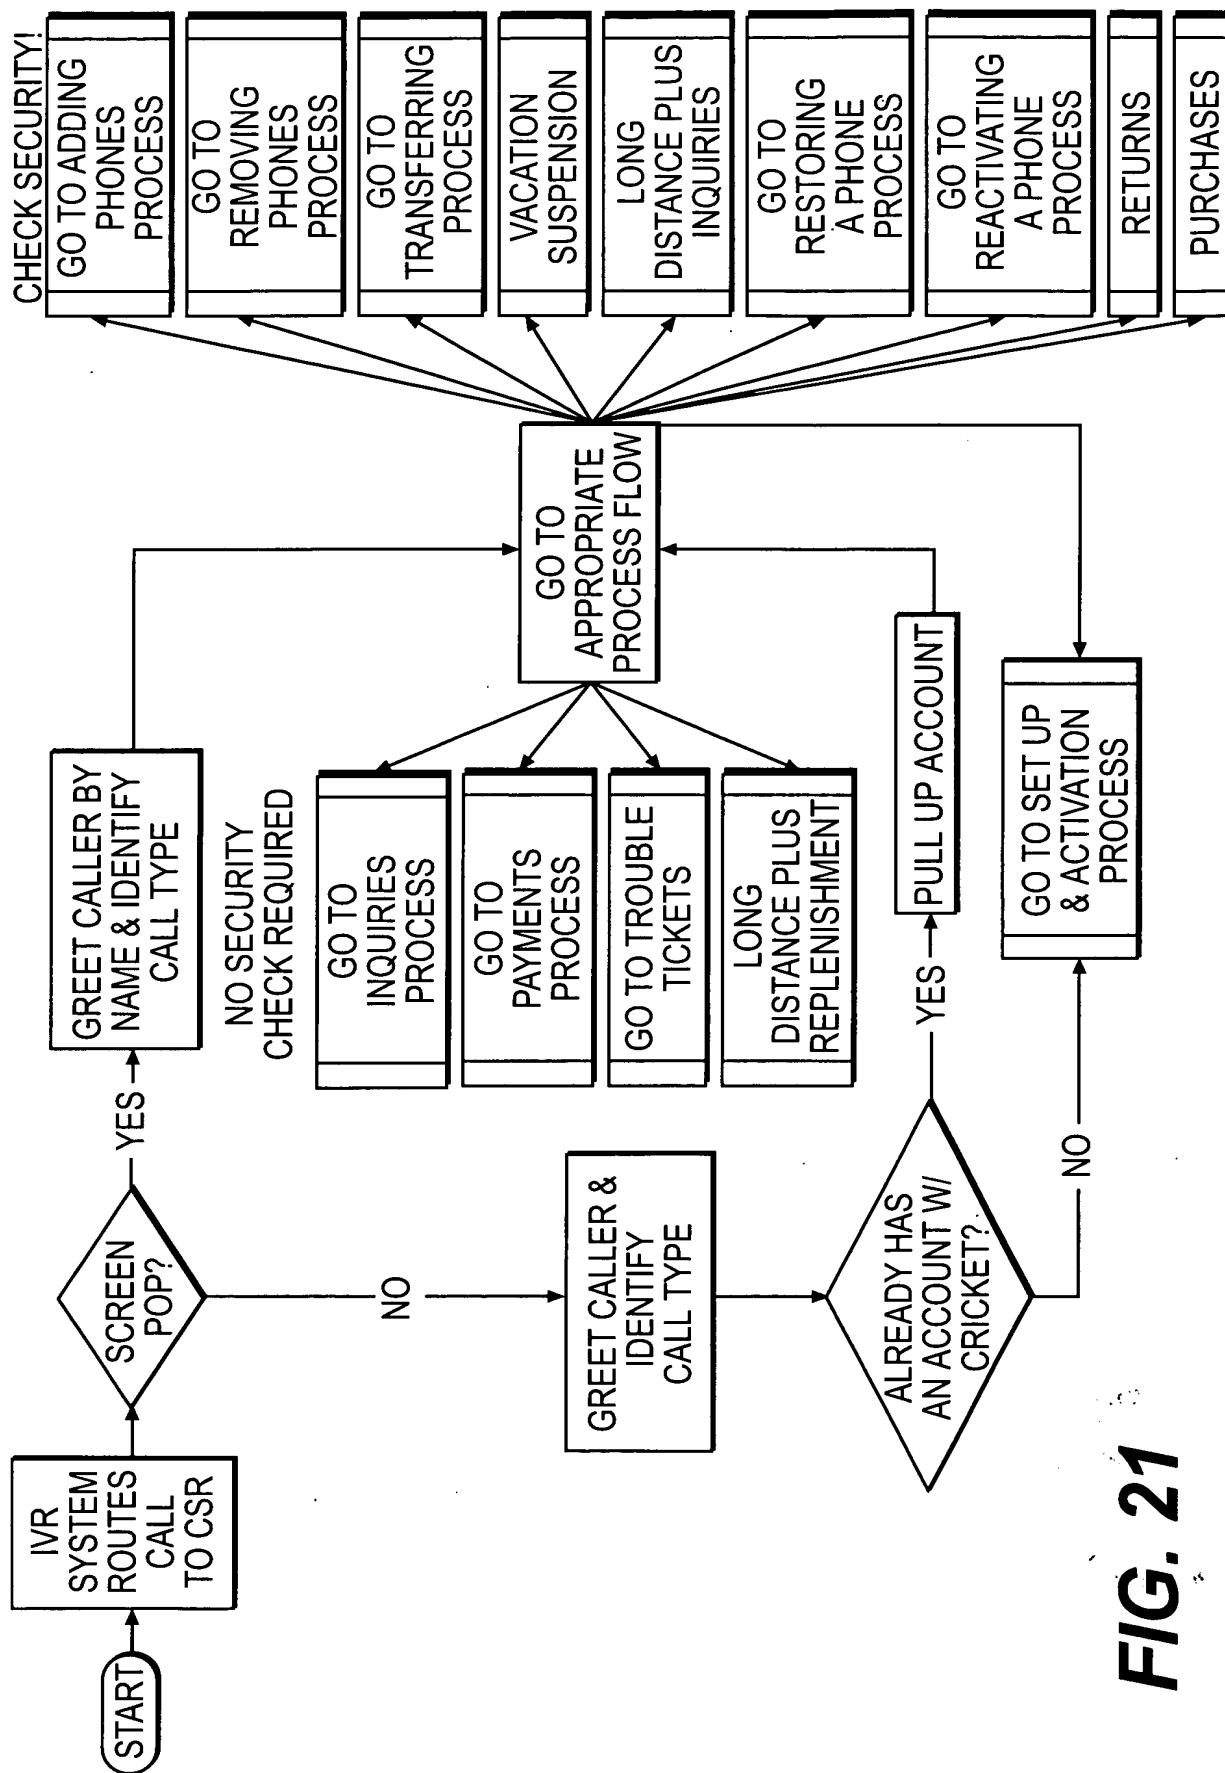 START
IVR
SYSTEM
ROUTES
CALL
TO CSR
SCREEN
POP?
YES
GREET CALLER BY
NAME & IDENTIFY
CALL TYPE
NO
GREET CALLER &
IDENTIFY
CALL TYPE
ALREADY HAS
AN ACCOUNT W/
CRICKET?
YES
PULL UP ACCOUNT
NO
GO TO SET UP
& ACTIVATION
PROCESS
GO TO
APPROPRIATE
PROCESS FLOW
NO SECURITY
CHECK REQUIRED
GO TO
INQUIRIES
PROCESS
GO TO
PAYMENTS
PROCESS
GO TO TROUBLE
TICKETS
LONG
DISTANCE PLUS
REPLENISHMENT
CHECK SECURITY!
GO TO ADDING
PHONES
PROCESS
GO TO
REMOVING
PHONES
PROCESS
GO TO
TRANSFERRING
PROCESS
VACATION
SUSPENSION
LONG
DISTANCE PLUS
INQUIRIES
GO TO
RESTORING
A PHONE
PROCESS
GO TO
REACTIVATING
A PHONE
PROCESS
RETURNS
PURCHASES
FIG. 21